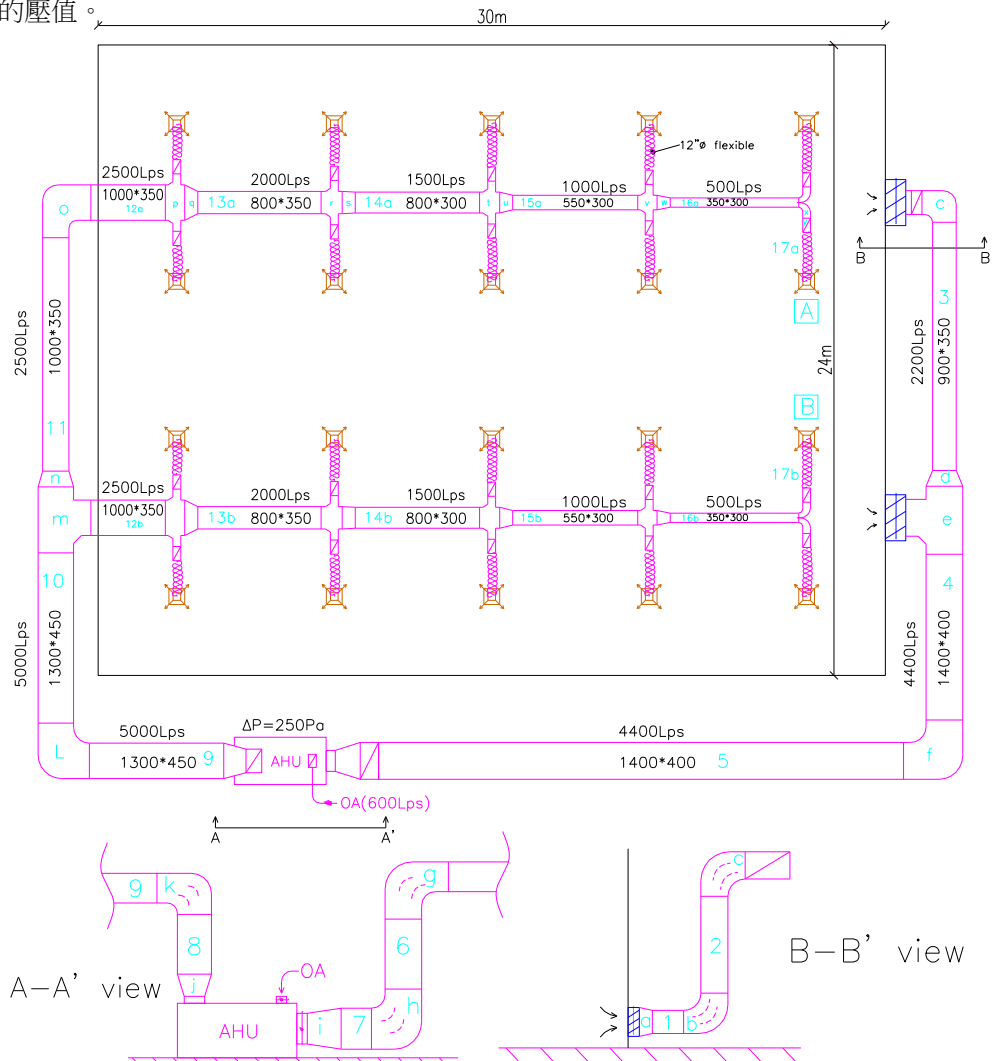 的壓值。
30m
12"ø flexible
2500Lps
2000Lps
1500Lps
1000Lps
500Lps
o
1000*350
12a
p
q
13a
800*350
r
s
14a
800*300
t
u
15a
550*300
v
w
16a
350*300
x
c
17a
B
B
A
3
2500Lps
1000*350
24m
2200Lps
900*350
B
11
17b
n
d
2500Lps
2000Lps
1500Lps
1000Lps
500Lps
m
1000*350
12b
13b
800*350
14b
800*300
15b
550*300
16b
350*300
e
10
4
5000Lps
1300*450
4400Lps
1400*400
5000Lps
ΔP=250Pa
4400Lps
L
1300*450
9
AHU
1400*400
5
f
OA(600Lps)
A
A'
9
k
g
c
8
6
2
A-A' view
j
OA
h
B-B' view
AHU
i
7
a
1
b